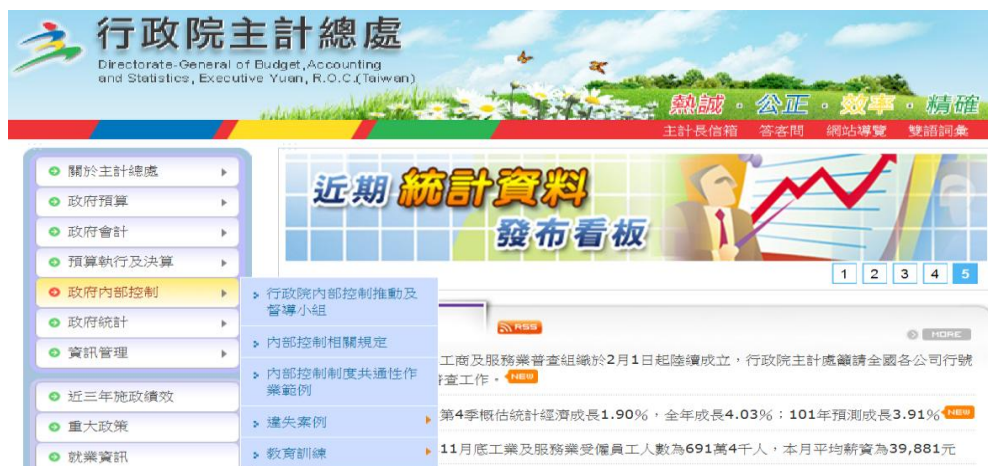 行政院主計總處
Directorate-General of Budget,Accounting
and Statistics, Executive Yuan, R.O.C.(Taiwan)
熱誠・公正・效率・精確
主計長信箱 答客問 網站導覽 雙語詞彙
關於主計總處
政府預算
政府會計
預算執行及決算
政府內部控制
政府統計
資訊管理
近三年施政績效
重大政策
就業資訊
行政院內部控制推動及
督導小組
內部控制相關規定
內部控制制度共通性作
業範例
違失案例
教育訓練
近期統計資料
發布看板
1 2 3 4 5
RSS
MORE
工商及服務業普查組織於2月1日起陸續成立，行政院主計處籲請全國各公司行號
查工作。NEW
第4季概估統計經濟成長1.90%，全年成長4.03%；101年預測成長3.91% NEW
11月底工業及服務業受僱員工人數為691萬4千人，本月平均薪資為39,881元